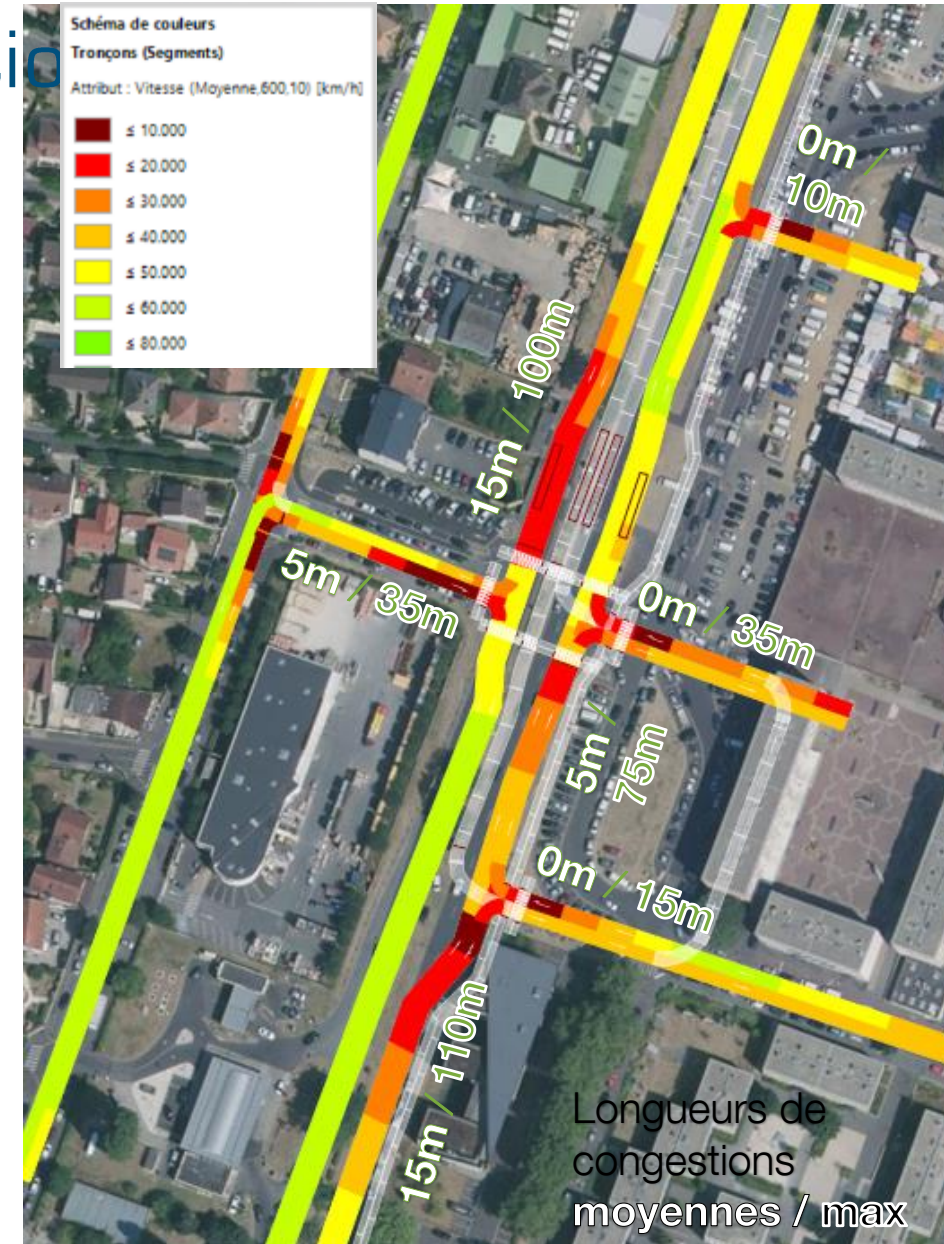 Schéma de couleurs
Tronçons (Segments)
Attribut : Vitesse (Moyenne,600,10) [km/h]
≤ 10.000
≤ 20.000
≤ 30.000
≤ 40.000
≤ 50.000
≤ 60.000
≤ 80.000
0m /
10m
15m / 100m
5m / 35m
0m / 35m
5m /
75m
0m / 15m
15m / 110m
Longueurs de
congestions
moyennes / max